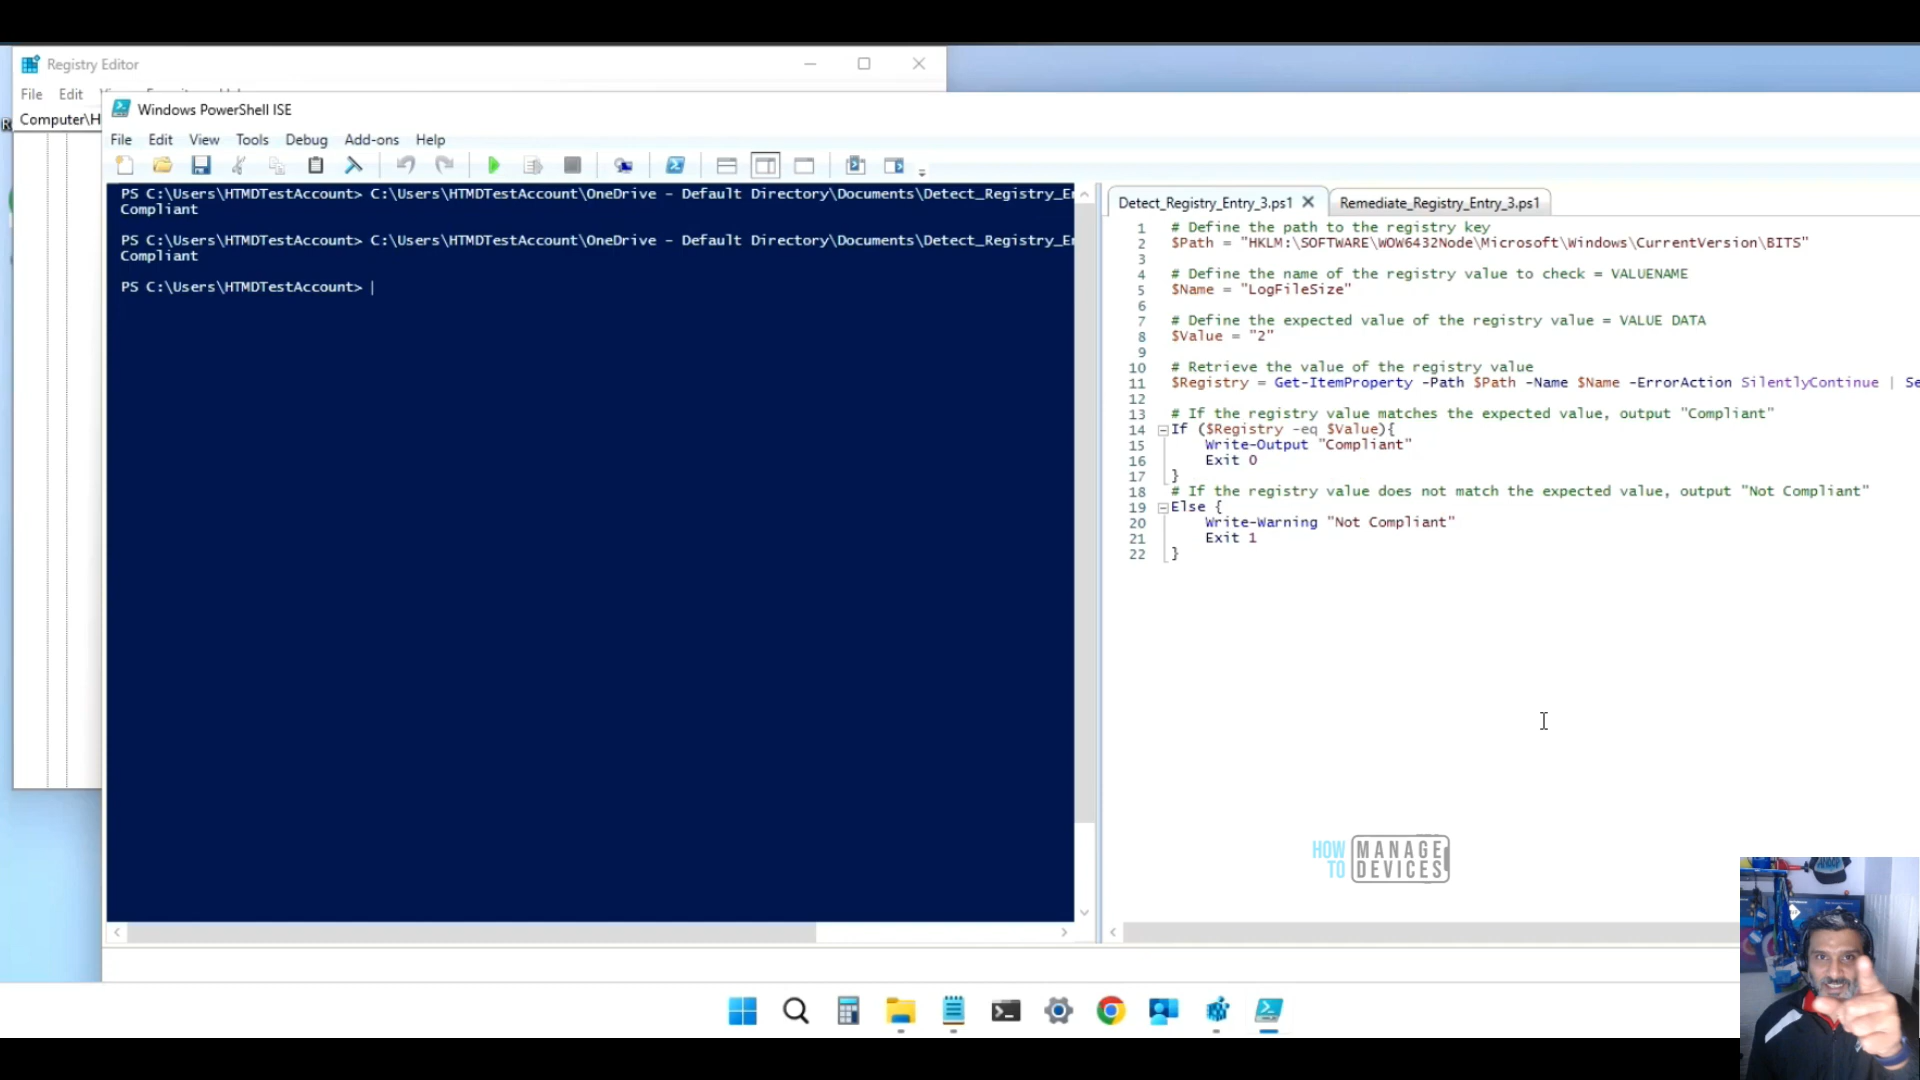 Registry Editor
File Edit
Computer\H
Windows PowerShell ISE
File Edit View Tools Debug Add-ons Help
PS C:\Users\HTMDTestAccount> C:\Users\HTMDTestAccount\OneDrive - Default Directory\Documents\Detect_Registry_E
Compliant
PS C:\Users\HTMDTestAccount> C:\Users\HTMDTestAccount\OneDrive - Default Directory\Documents\Detect_Registry_E
Compliant
PS C:\Users\HTMDTestAccount>
Detect_Registry_Entry_3.ps1 Remediate_Registry_Entry_3.ps1
1 # Define the path to the registry key
2 $Path = "HKLM:\SOFTWARE\WOW6432Node\Microsoft\Windows\CurrentVersion\BITS"
3
4 # Define the name of the registry value to check = VALUENAME
5 $Name = "LogFileSize"
6
7 # Define the expected value of the registry value = VALUE DATA
8 $Value = "2"
9
10 # Retrieve the value of the registry value
11 $Registry = Get-ItemProperty -Path $Path -Name $Name -ErrorAction SilentlyContinue | Se
12
13 # If the registry value matches the expected value, output "Compliant"
14 If ($Registry -eq $Value){
15 Write-Output "Compliant"
16 Exit 0
17 }
18 # If the registry value does not match the expected value, output "Not Compliant"
19 Else {
20 Write-Warning "Not Compliant"
21 Exit 1
22 }
HOW TO MANAGE DEVICES